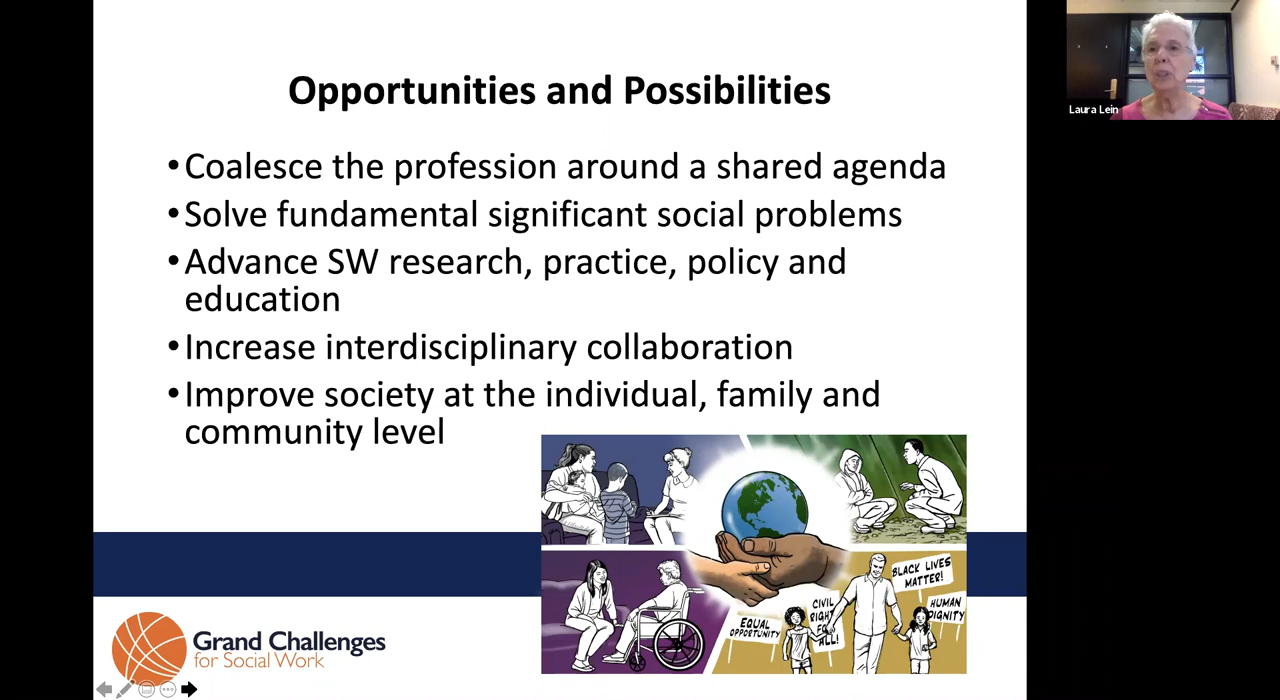 Opportunities and Possibilities
•Coalesce the profession around a shared agenda
•Solve fundamental significant social problems
•Advance SW research, practice, policy and
education
•Increase interdisciplinary collaboration
•Improve society at the individual, family and
community level
Laura Lein
BLACK LIVES
MATTER!
CIVIL
RIGHT
FO
ALL!
HUMAN
DIGNITY
EQUAL
OPPORTUNITY
Grand Challenges
for Social Work